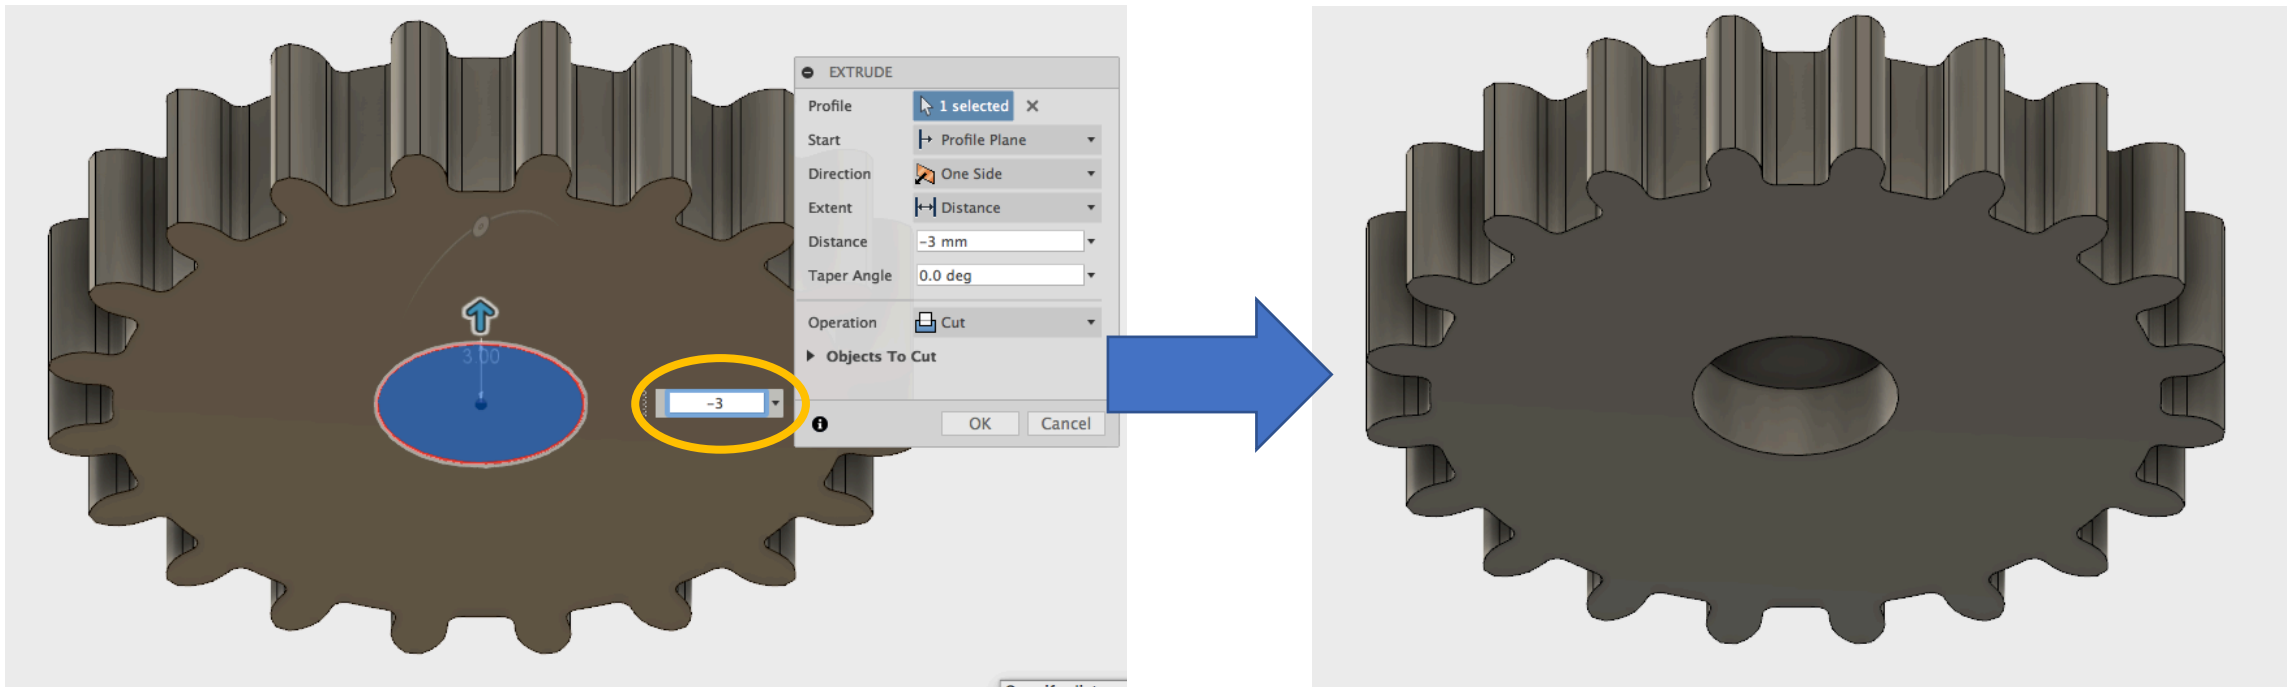 EXTRUDE
Profile 1 selected
Start Profile Plane
Direction One Side
Extent Distance
Distance -3 mm
Taper Angle 0.0 deg
Operation Cut
Objects To Cut
OK Cancel
3.00
-3